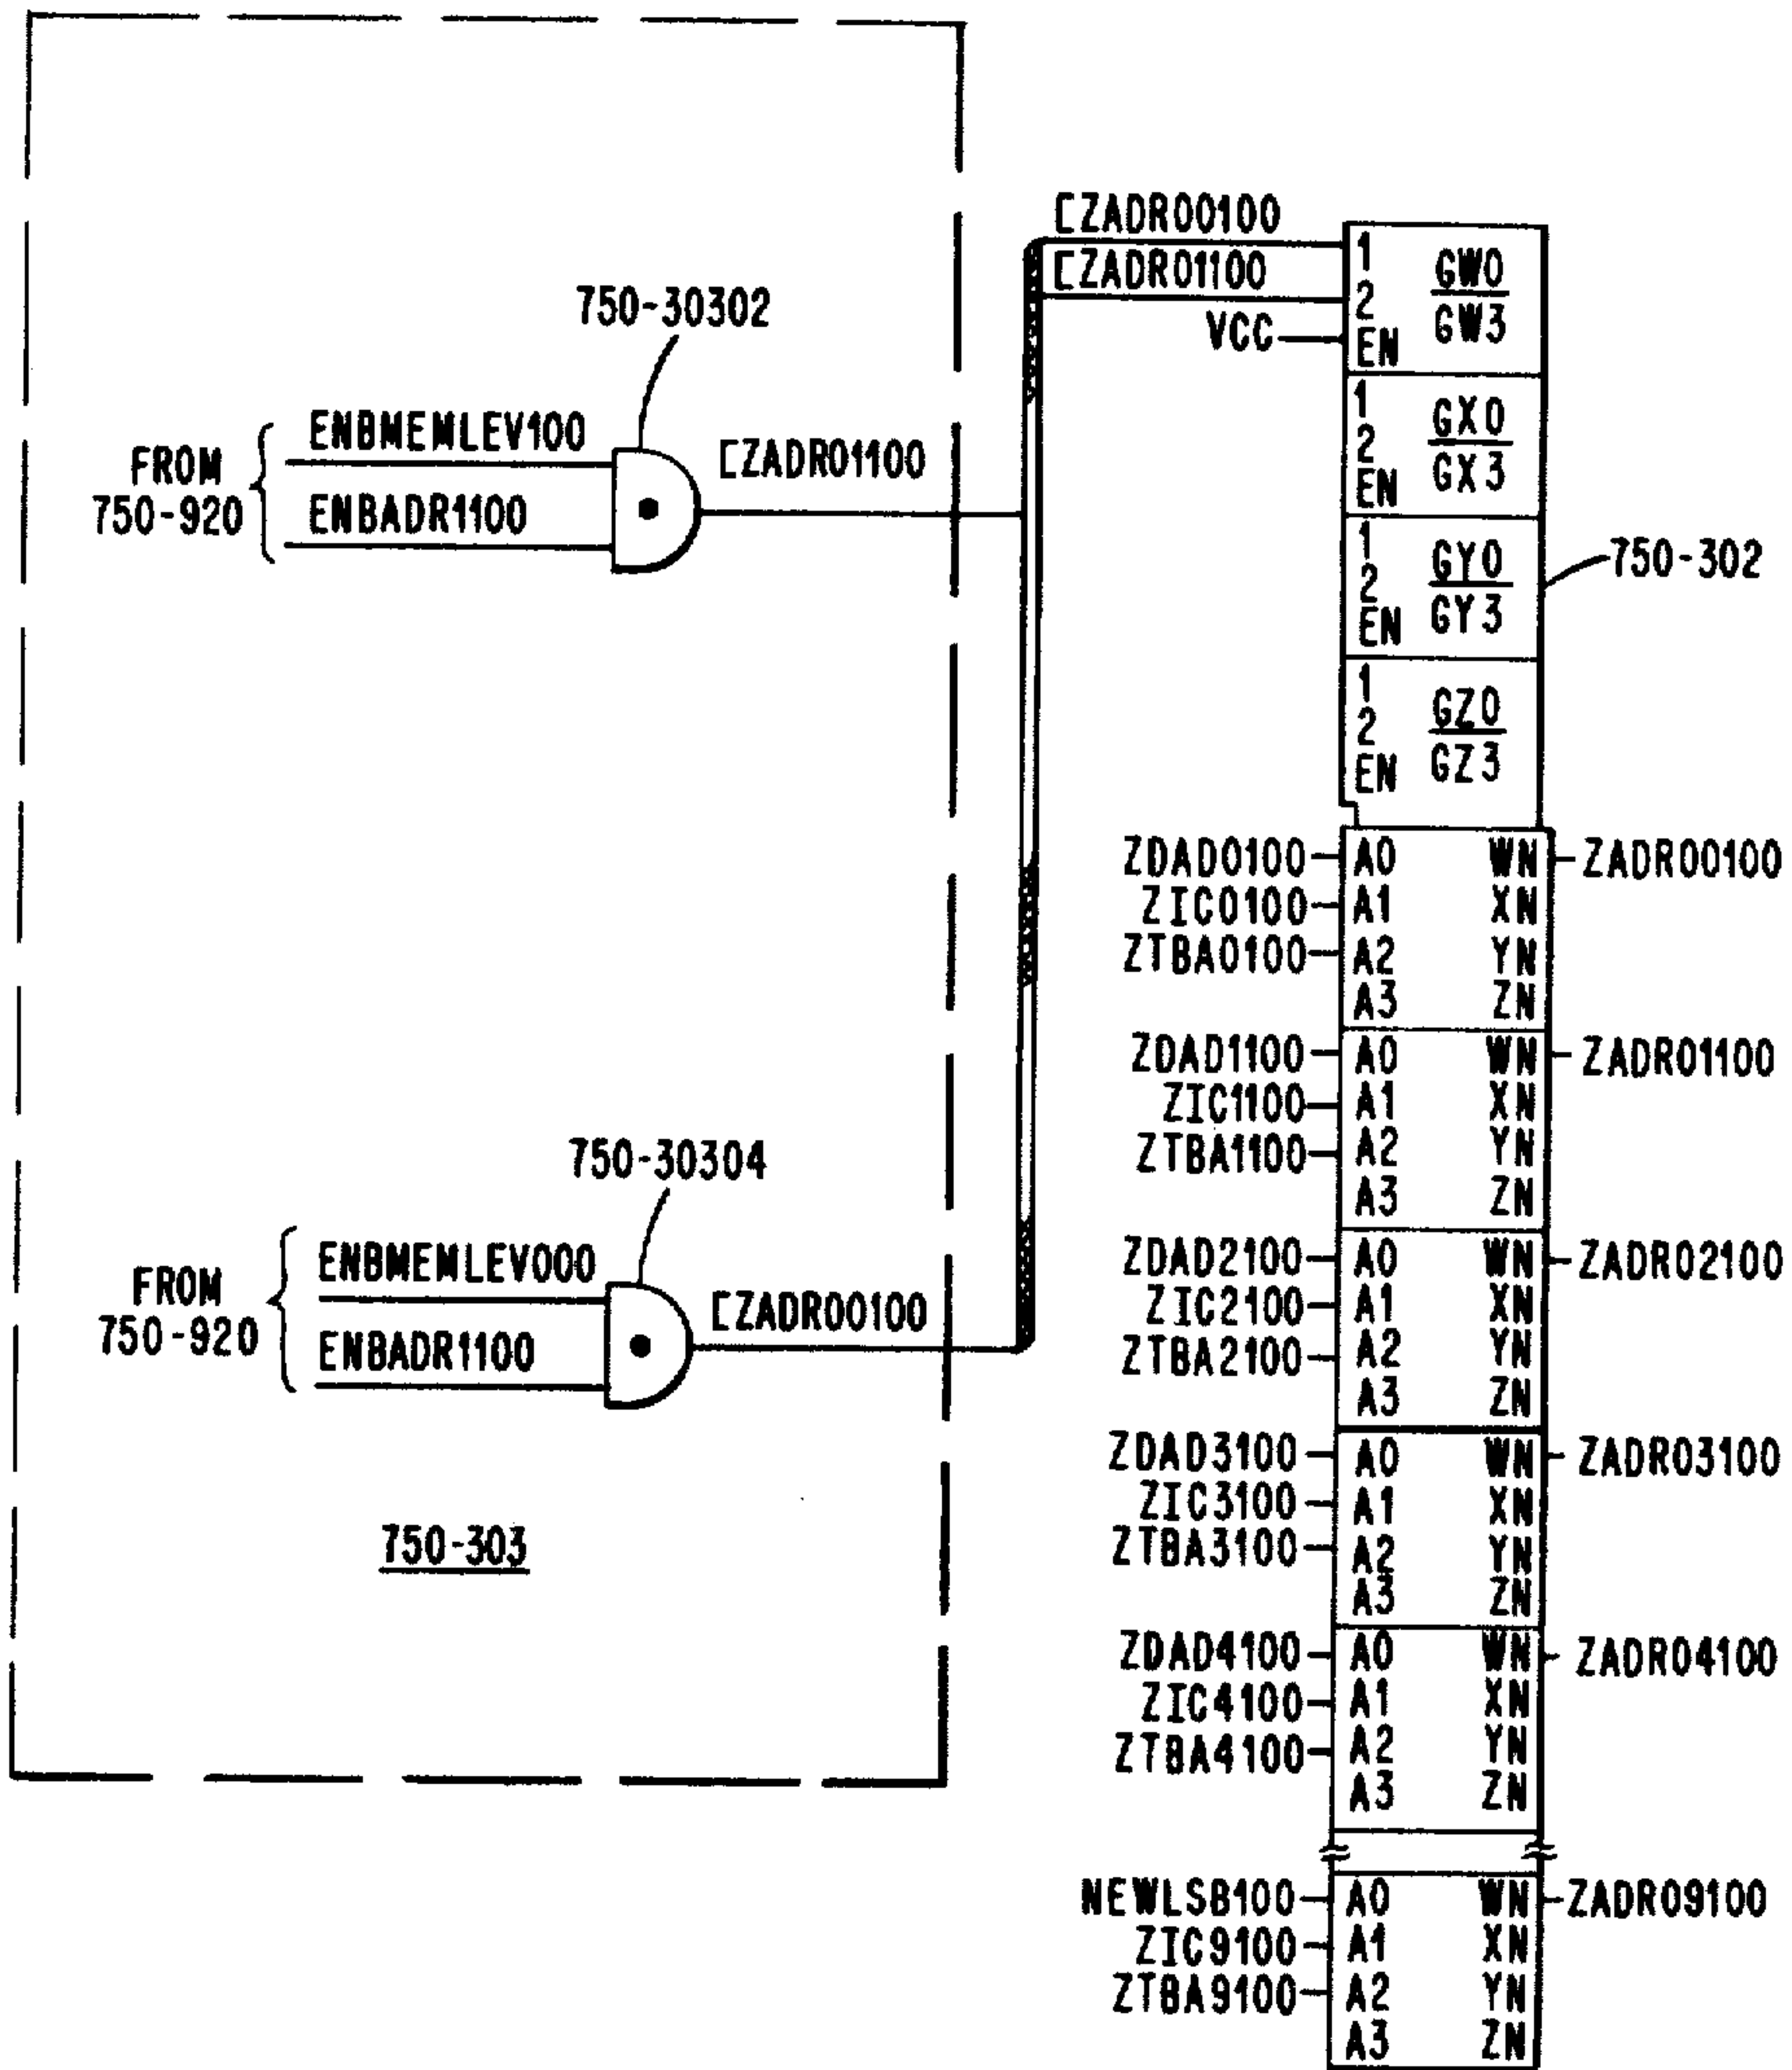 750-30302
FROM
750-920
ENBMEMLEV100
ENBADR1100
[ZADR01100
750-30304
FROM
750-920
ENBMEMLEV000
ENBADR1100
[ZADR00100
750-303
[ZADR00100
[ZADR01100
VCC
1
2
EN
GW0
GW3
1
2
EN
GX0
GX3
1
2
EN
GY0
GY3
750-302
1
2
EN
GZ0
GZ3
ZDAD0100 A0 WN ZADR00100
ZIC0100 A1 XN
ZTBA0100 A2 YN
A3 ZN
ZDAD1100 A0 WN ZADR01100
ZIC1100 A1 XN
ZTBA1100 A2 YN
A3 ZN
ZDAD2100 A0 WN ZADR02100
ZIC2100 A1 XN
ZTBA2100 A2 YN
A3 ZN
ZDAD3100 A0 WN ZADR03100
ZIC3100 A1 XN
ZTBA3100 A2 YN
A3 ZN
ZDAD4100 A0 WN ZADR04100
ZIC4100 A1 XN
ZTBA4100 A2 YN
A3 ZN
NEWLSB100 A0 WN ZADR09100
ZIC9100 A1 XN
ZTBA9100 A2 YN
A3 ZN